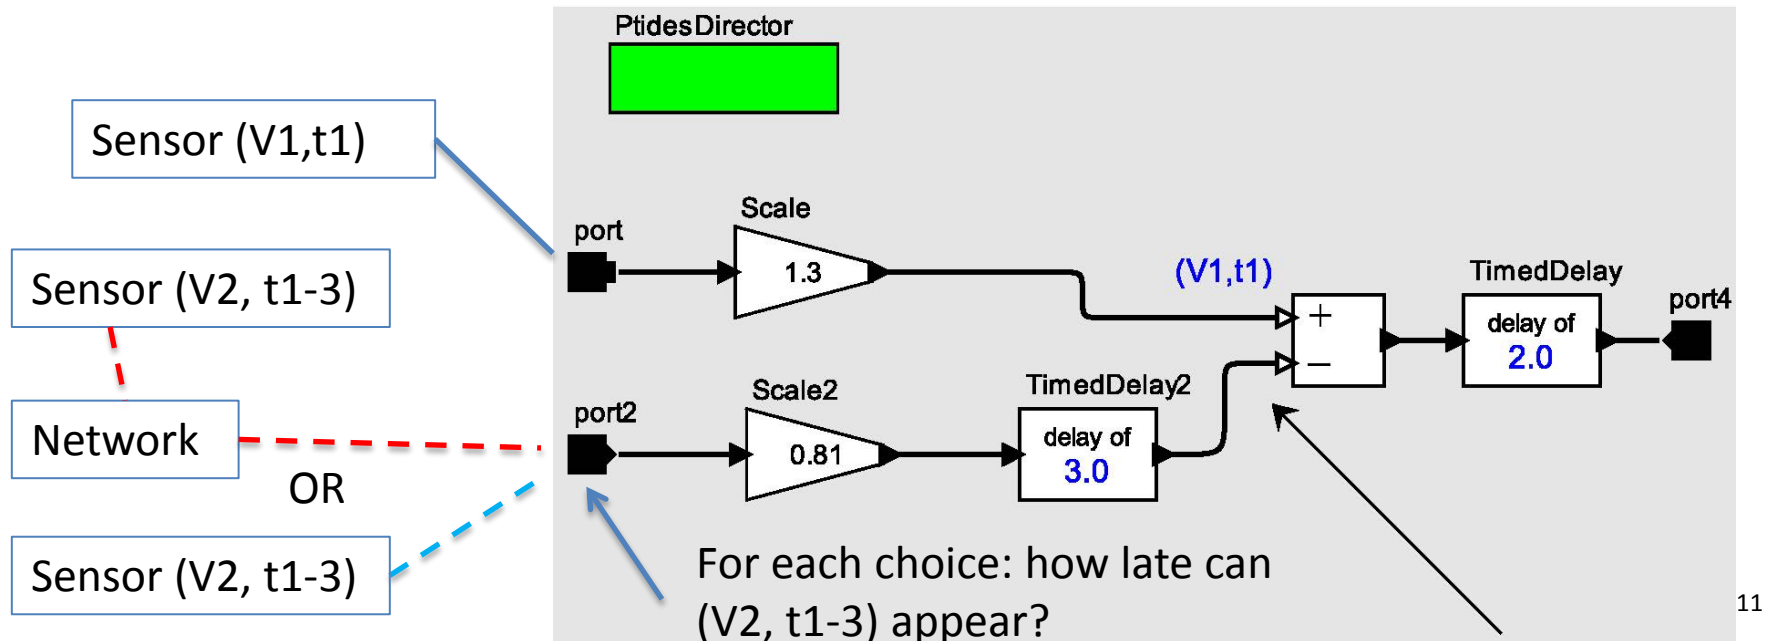 PtidesDirector
Sensor (V1,t1)
Scale
port
1.3
(V1,t1)
TimedDelay
Sensor (V2, t1-3)
+
delay of
2.0
port4
−
Scale2
TimedDelay2
port2
Network
0.81
delay of
3.0
OR
Sensor (V2, t1-3)
For each choice: how late can
(V2, t1-3) appear?
11